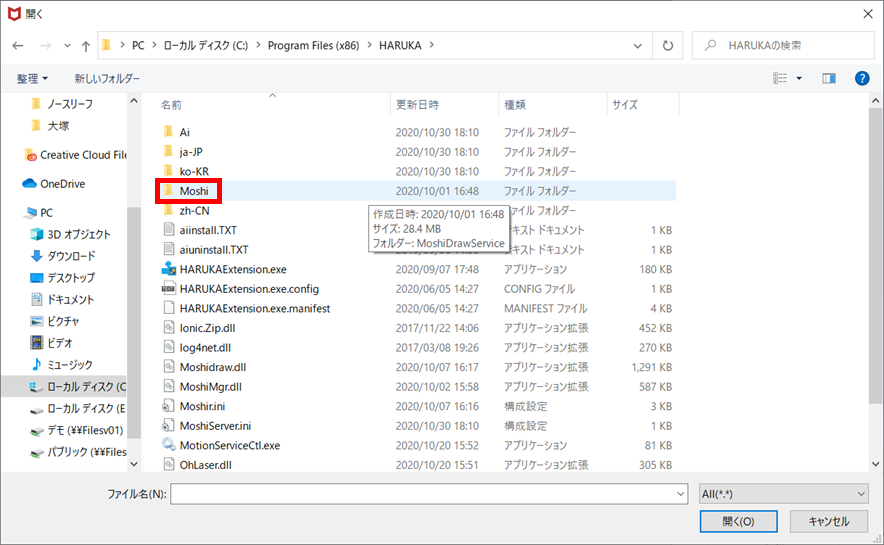 開く
PC > ローカル ディスク (C:) > Program Files (x86) > HARUKA >
HARUKAの検索
整理 新しいフォルダー
ノースリーフ
大塚
Creative Cloud File
OneDrive
PC
3D オブジェクト
ダウンロード
デスクトップ
ドキュメント
ピクチャ
ビデオ
ミュージック
ローカル ディスク (C
ローカル ディスク (E
デモ (¥¥Filesv01)
パブリック (¥¥Files
名前 更新日時 種類 サイズ
Ai 2020/10/30 18:10 ファイル フォルダー
ja-JP 2020/10/30 18:10 ファイル フォルダー
ko-KR 2020/10/30 18:10 ファイル フォルダー
Moshi 2020/10/01 16:48 ファイル フォルダー
zh-CN ファイル フォルダー
作成日時: 2020/10/01 16:48
サイズ: 28.4 MB
フォルダー: MoshiDrawService
aiinstall.TXT テキスト ドキュメント 1 KB
aiuninstall.TXT テキスト ドキュメント 1 KB
HARUKAExtension.exe 2020/09/07 17:48 アプリケーション 180 KB
HARUKAExtension.exe.config 2020/06/05 14:27 CONFIG ファイル 1 KB
HARUKAExtension.exe.manifest 2020/06/05 14:27 MANIFEST ファイル 4 KB
Ionic.Zip.dll 2017/11/22 14:06 アプリケーション拡張 452 KB
log4net.dll 2017/03/08 19:26 アプリケーション拡張 270 KB
Moshidraw.dll 2020/10/07 16:17 アプリケーション拡張 1,291 KB
MoshiMgr.dll 2020/10/02 15:58 アプリケーション拡張 587 KB
Moshir.ini 2020/10/07 16:16 構成設定 3 KB
MoshiServer.ini 2020/10/30 18:10 構成設定 1 KB
MotionServiceCtl.exe 2020/10/20 15:52 アプリケーション 81 KB
OhLaser.dll 2020/10/20 15:51 アプリケーション拡張 305 KB
ファイル名(N): All(*.*)
開く(O) キャンセル